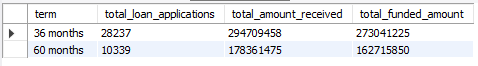 term total_loan_applications total_amount_received total_funded_amount
36 months 28237 294709458 273041225
60 months 10339 178361475 162715850